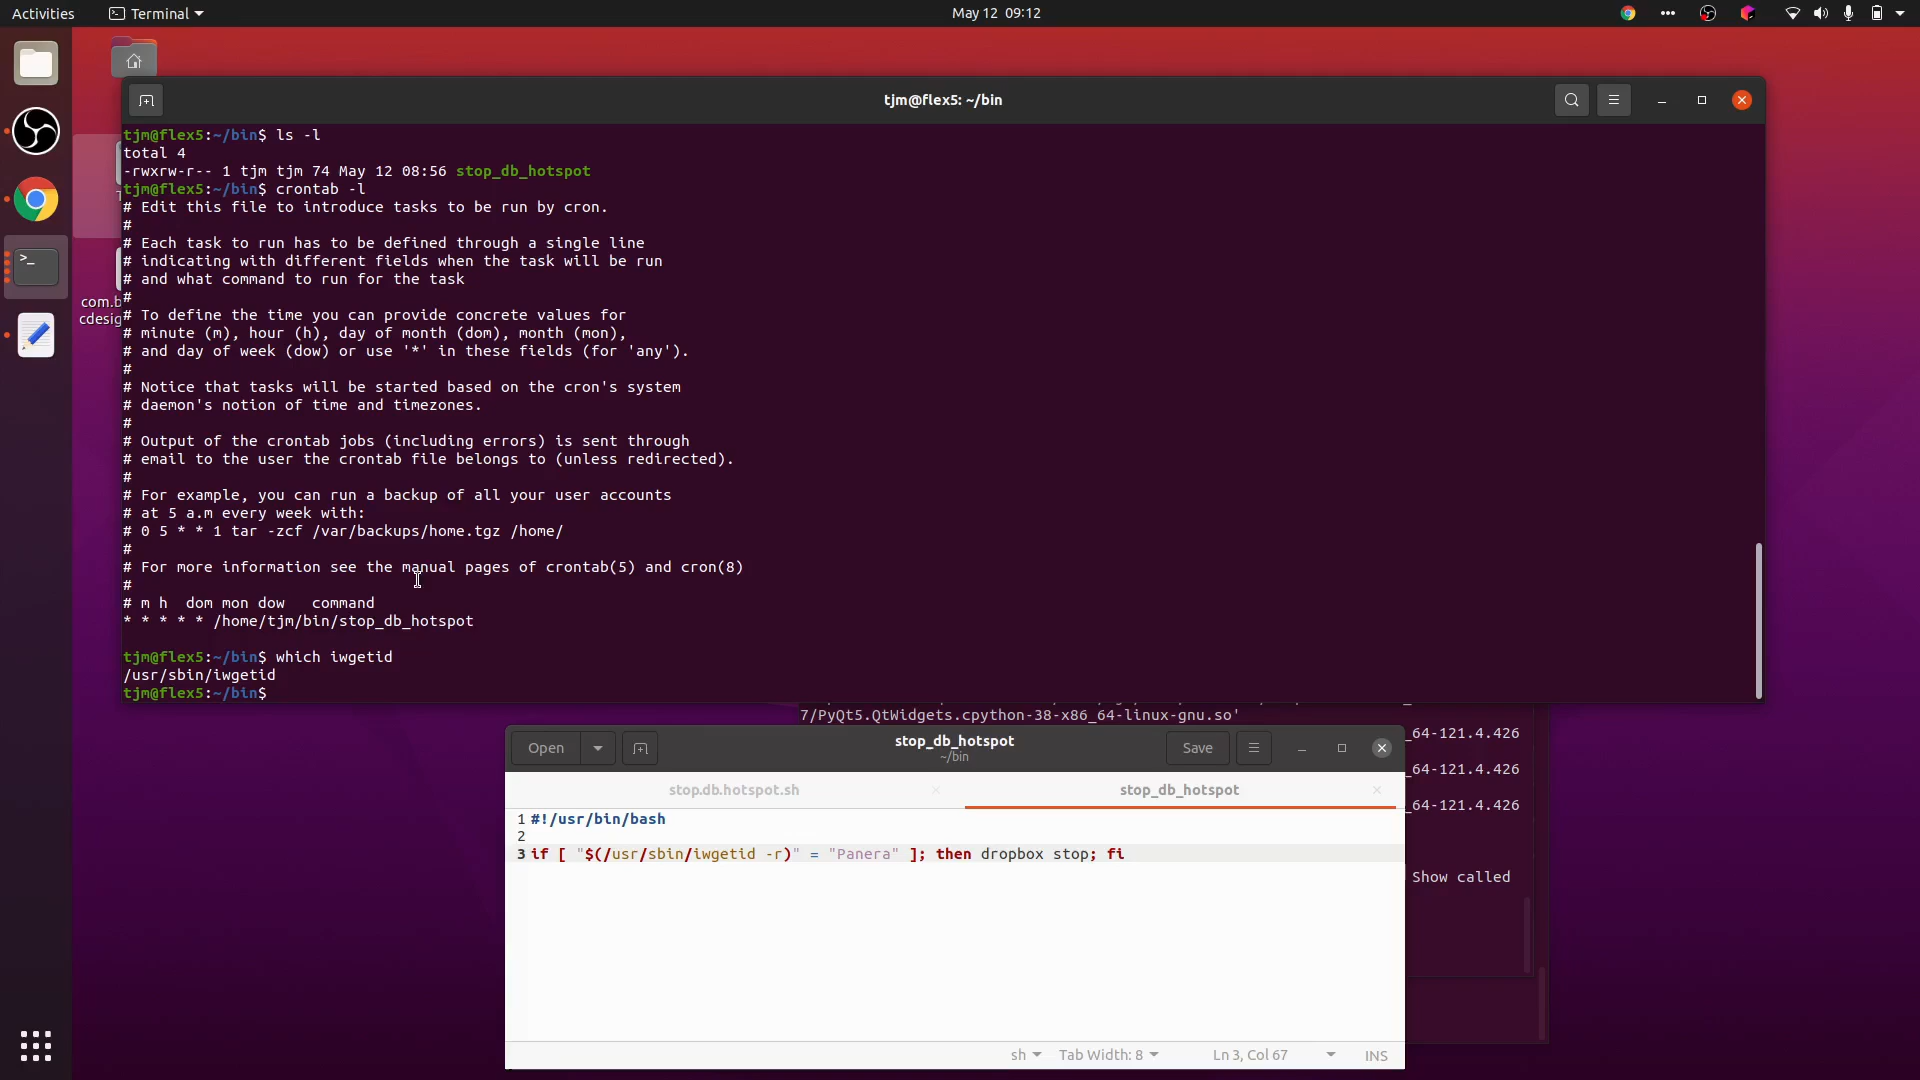 Activities
Terminal
May 12 09:12
tjm@flex5: ~/bin
tjm@flex5:~/bin$ ls -l
total 4
-rwxrw-r-- 1 tjm tjm 74 May 12 08:56 stop_db_hotspot
tjm@flex5:~/bin$ crontab -l
# Edit this file to introduce tasks to be run by cron.
#
# Each task to run has to be defined through a single line
# indicating with different fields when the task will be run
# and what command to run for the task
#
# To define the time you can provide concrete values for
# minute (m), hour (h), day of month (dom), month (mon),
# and day of week (dow) or use '*' in these fields (for 'any').
#
# Notice that tasks will be started based on the cron's system
# daemon's notion of time and timezones.
#
# Output of the crontab jobs (including errors) is sent through
# email to the user the crontab file belongs to (unless redirected).
#
# For example, you can run a backup of all your user accounts
# at 5 a.m every week with:
# 0 5 * * 1 tar -zcf /var/backups/home.tgz /home/
#
# For more information see the manual pages of crontab(5) and cron(8)
#
# m h  dom mon dow   command
* * * * * /home/tjm/bin/stop_db_hotspot
tjm@flex5:~/bin$ which iwgetid
/usr/sbin/iwgetid
tjm@flex5:~/bin$
com.b
cdesig
7/PyQt5.QtWidgets.cpython-38-x86_64-linux-gnu.so'
_64-121.4.426
_64-121.4.426
_64-121.4.426
Show called
Open
stop_db_hotspot
~/bin
Save
stop.db.hotspot.sh
stop_db_hotspot
1 #!/usr/bin/bash
2
3 if [ "$(/usr/sbin/iwgetid -r)" = "Panera" ]; then dropbox stop; fi
sh
Tab Width: 8
Ln 3, Col 67
INS